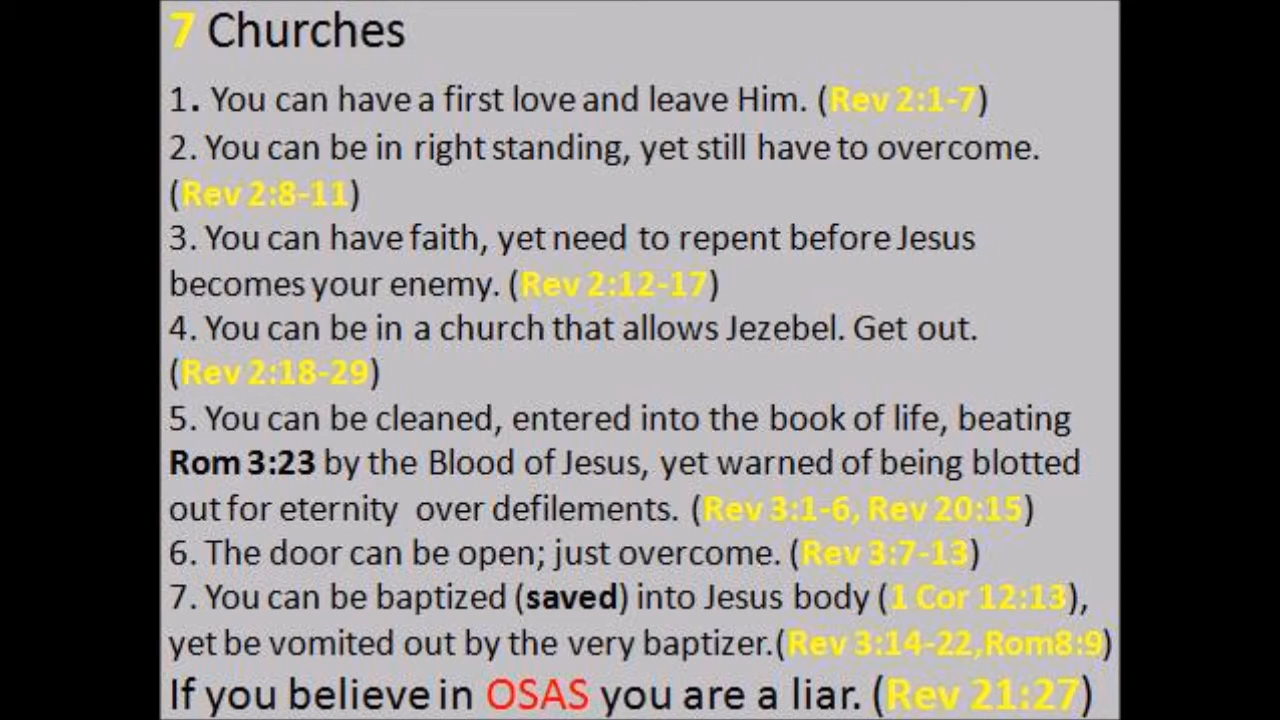 7 Churches
1. You can have a first love and leave Him. (Rev 2:1-7)
2. You can be in right standing, yet still have to overcome.
(Rev 2:8-11)
3. You can have faith, yet need to repent before Jesus
becomes your enemy. (Rev 2:12-17)
4. You can be in a church that allows Jezebel. Get out.
(Rev 2:18-29)
5. You can be cleaned, entered into the book of life, beating
Rom 3:23 by the Blood of Jesus, yet warned of being blotted
out for eternity over defilements. (Rev 3:1-6, Rev 20:15)
6. The door can be open; just overcome. (Rev 3:7-13)
7. You can be baptized (saved) into Jesus body (1 Cor 12:13),
yet be vomited out by the very baptizer.(Rev 3:14-22,Rom8:9)
If you believe in OSAS you are a liar. (Rev 21:27)